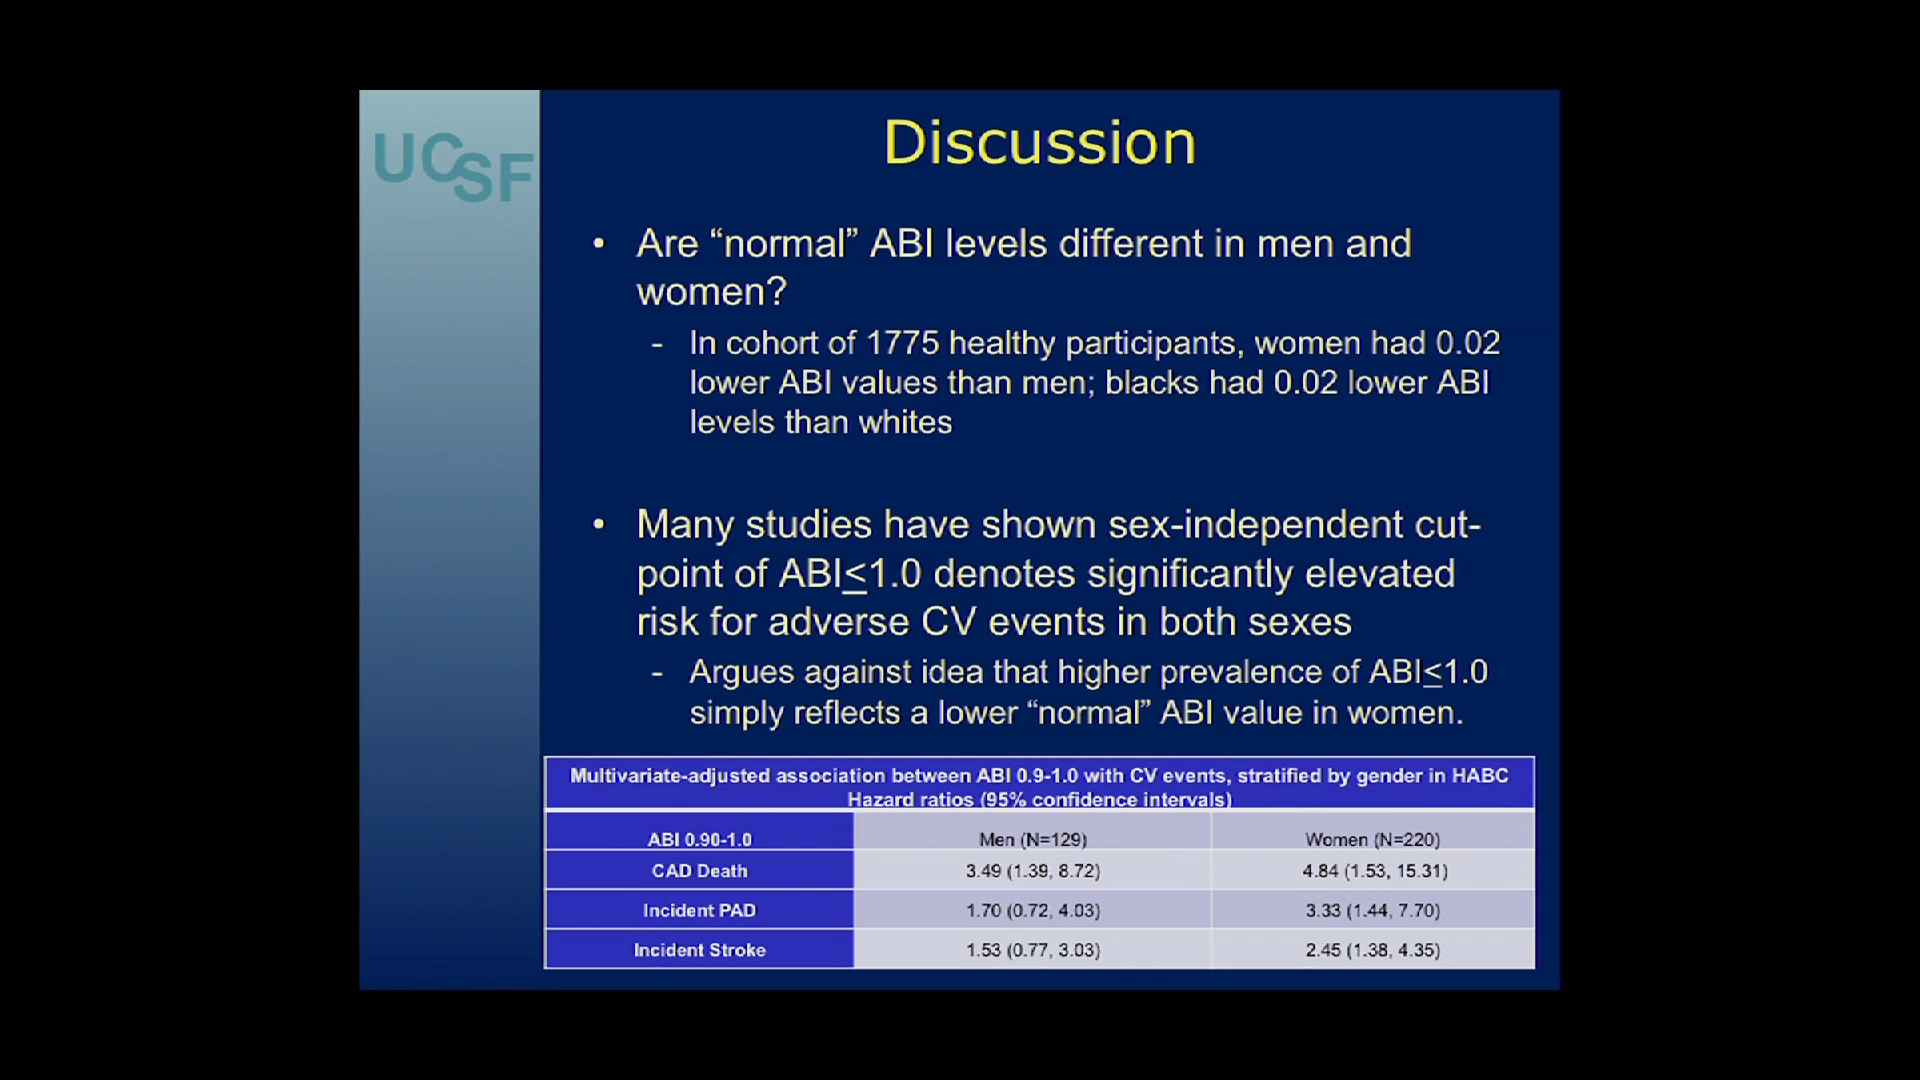 UCSF
Discussion
• Are “normal” ABI levels different in men and
women?
- In cohort of 1775 healthy participants, women had 0.02
lower ABI values than men; blacks had 0.02 lower ABI
levels than whites
• Many studies have shown sex-independent cut-
point of ABI≤1.0 denotes significantly elevated
risk for adverse CV events in both sexes
- Argues against idea that higher prevalence of ABI≤1.0
simply reflects a lower “normal” ABI value in women.
Multivariate-adjusted association between ABI 0.9-1.0 with CV events, stratified by gender in HABC
Hazard ratios (95% confidence intervals)
ABI 0.90-1.0 Men (N=129) Women (N=220)
CAD Death 3.49 (1.39, 8.72) 4.84 (1.53, 15.31)
Incident PAD 1.70 (0.72, 4.03) 3.33 (1.44, 7.70)
Incident Stroke 1.53 (0.77, 3.03) 2.45 (1.38, 4.35)